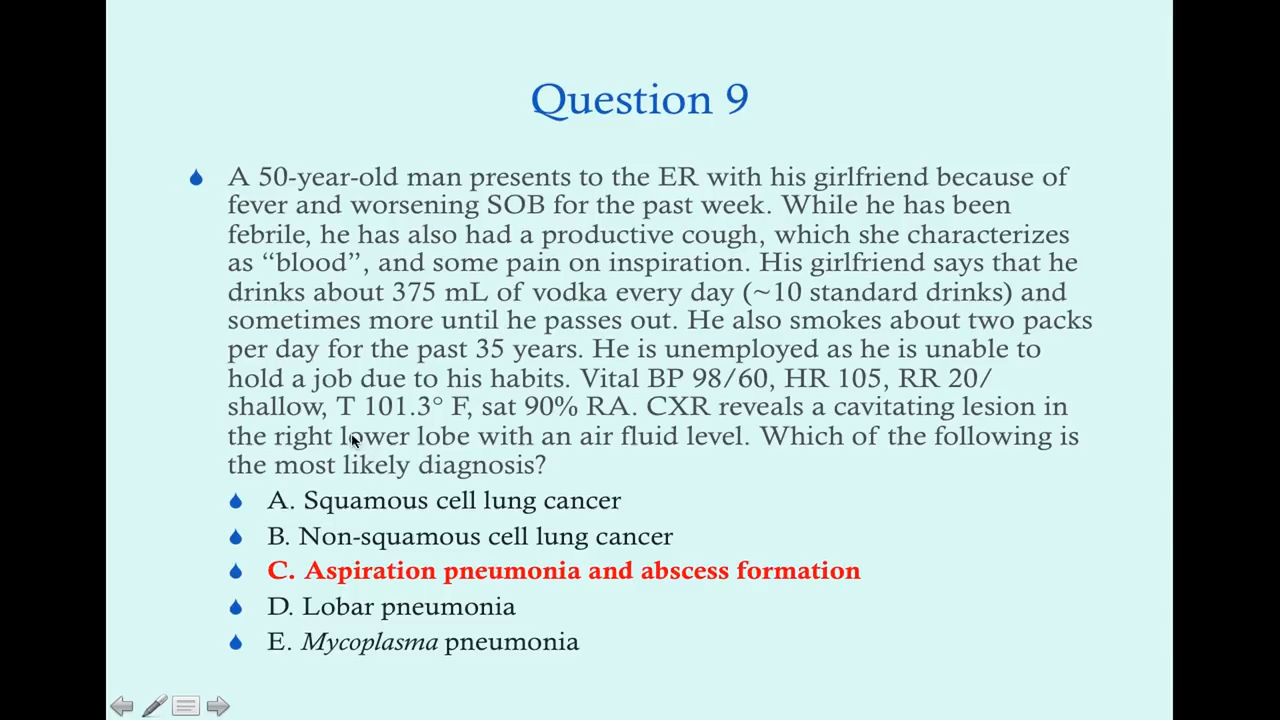 Question 9
A 50-year-old man presents to the ER with his girlfriend because of
fever and worsening SOB for the past week. While he has been
febrile, he has also had a productive cough, which she characterizes
as “blood”, and some pain on inspiration. His girlfriend says that he
drinks about 375 mL of vodka every day (~10 standard drinks) and
sometimes more until he passes out. He also smokes about two packs
per day for the past 35 years. He is unemployed as he is unable to
hold a job due to his habits. Vital BP 98/60, HR 105, RR 20/
shallow, T 101.3° F, sat 90% RA. CXR reveals a cavitating lesion in
the right lower lobe with an air fluid level. Which of the following is
the most likely diagnosis?
A. Squamous cell lung cancer
B. Non-squamous cell lung cancer
C. Aspiration pneumonia and abscess formation
D. Lobar pneumonia
E. Mycoplasma pneumonia